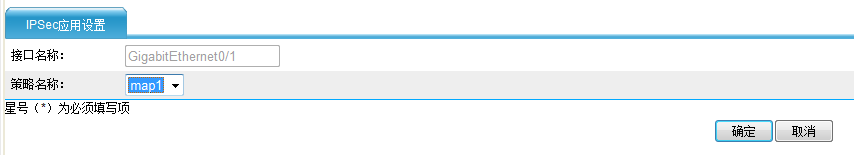 IPSec应用设置
接口名称： GigabitEthernet0/1
策略名称： map1
星号（*）为必须填写项
确定 取消